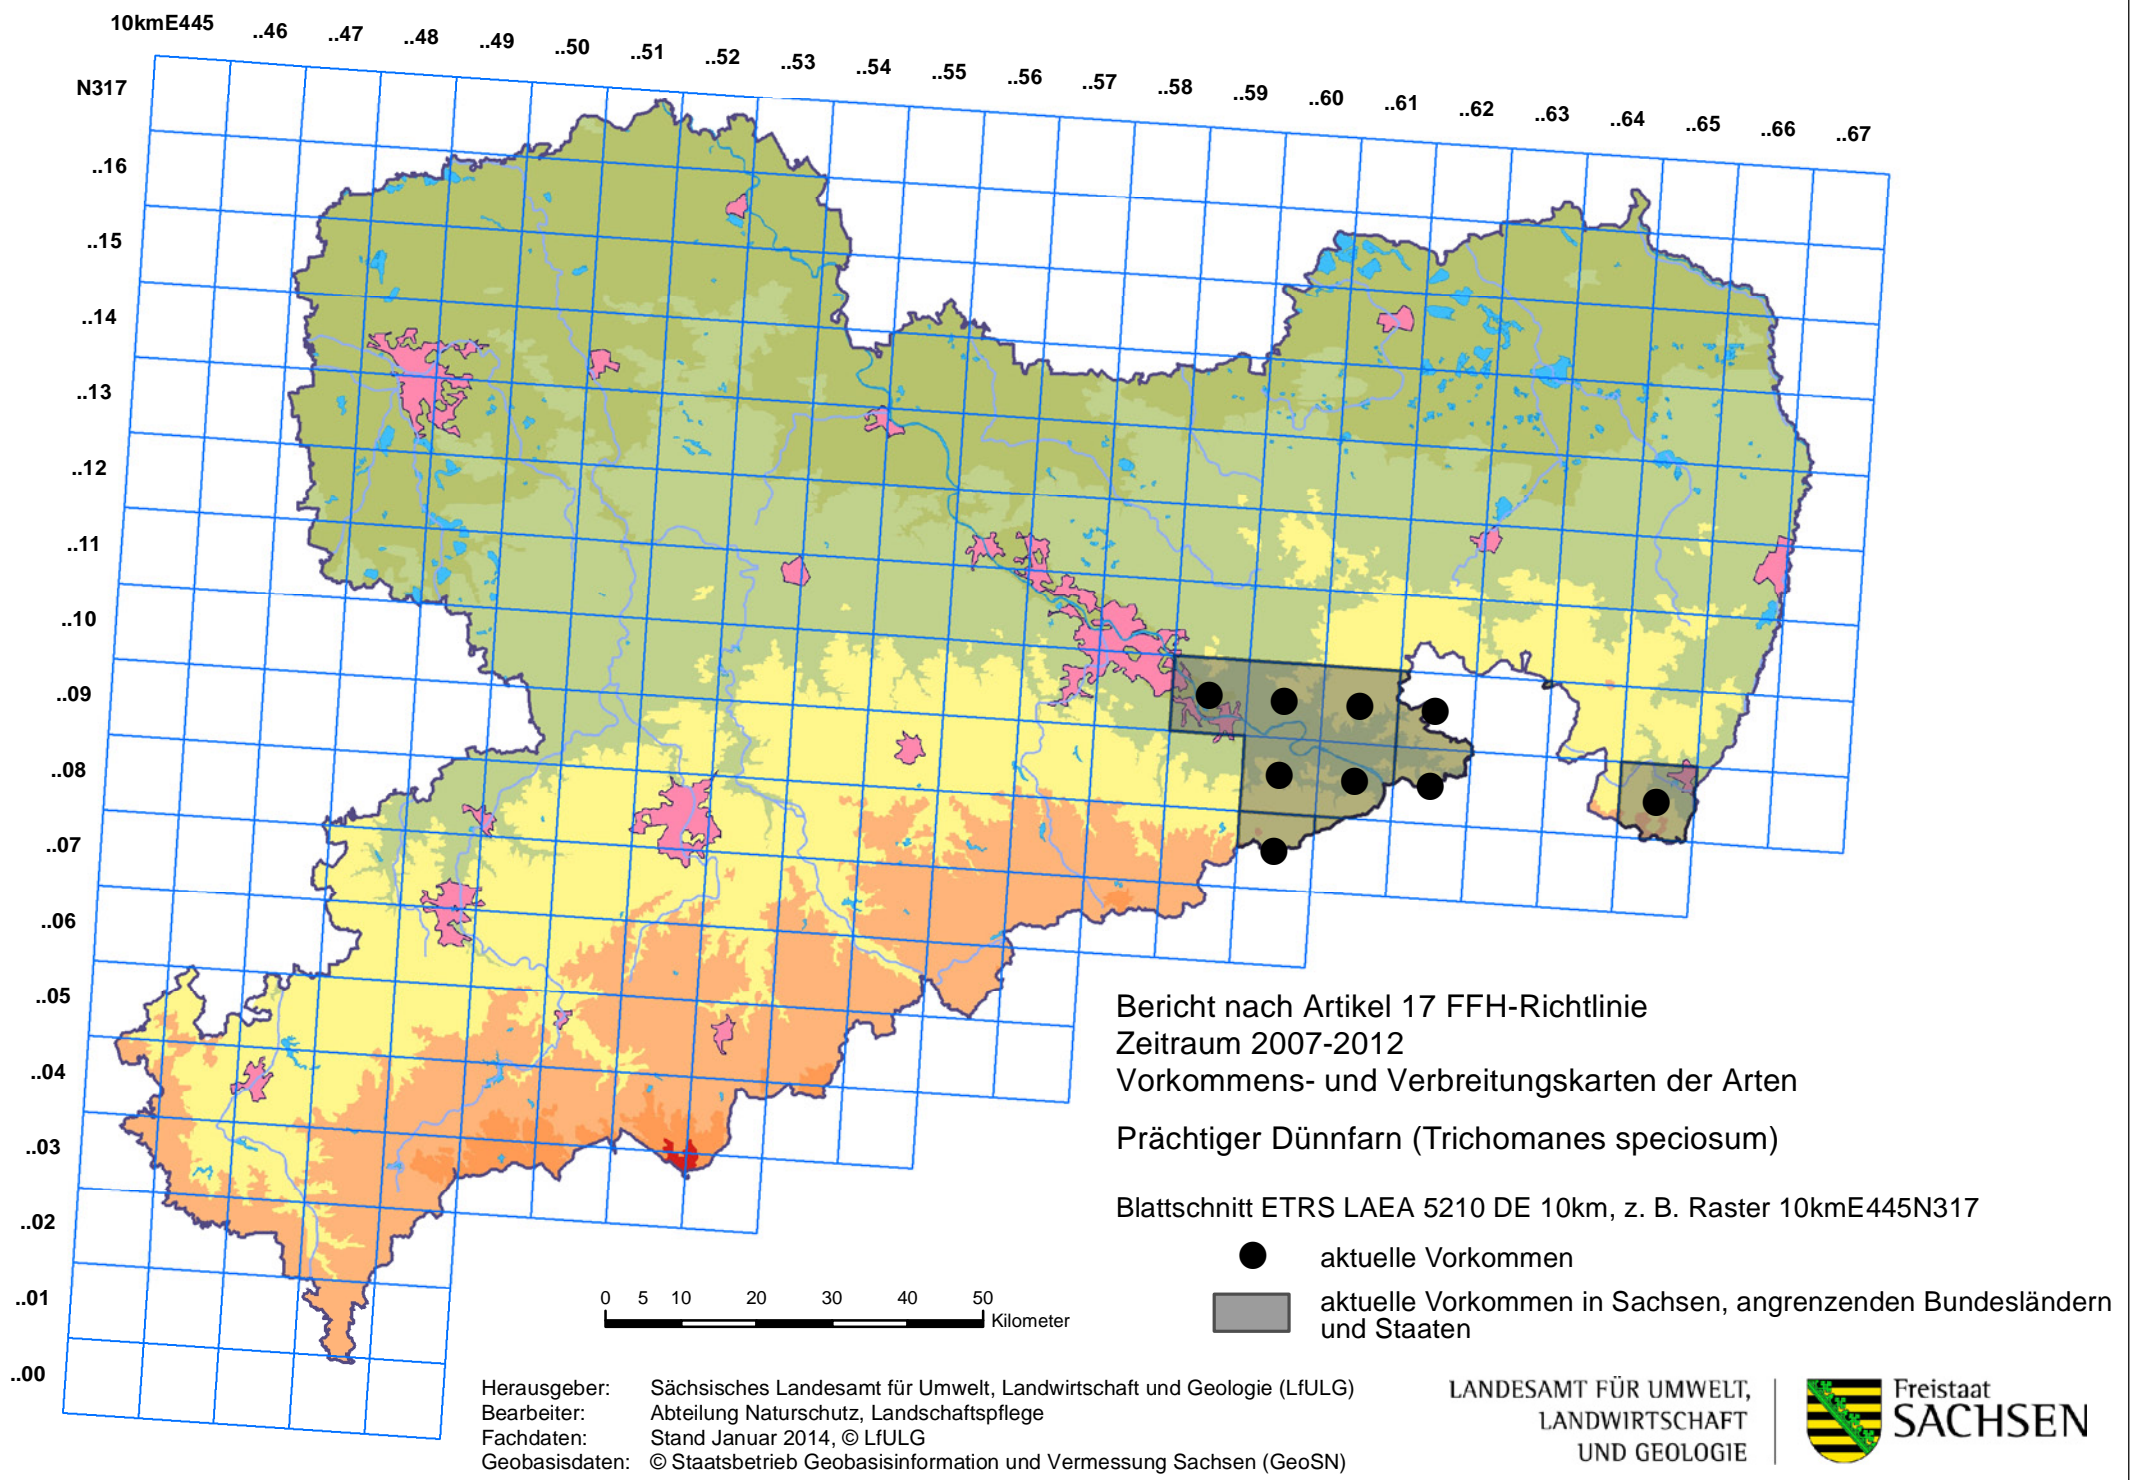 10kmE445 ..46 ..47 ..48 ..49 ..50 ..51 ..52 ..53 ..54 ..55 ..56 ..57 ..58 ..59 ..60 ..61 ..62 ..63 ..64 ..65 ..66 ..67
N317
..16
..15
..14
..13
..12
..11
..10
..09
..08
..07
..06
..05
..04
..03
..02
..01
..00
Bericht nach Artikel 17 FFH-Richtlinie
Zeitraum 2007-2012
Vorkommens- und Verbreitungskarten der Arten
Prächtiger Dünnfarn (Trichomanes speciosum)
Blattschnitt ETRS LAEA 5210 DE 10km, z. B. Raster 10kmE445N317
aktuelle Vorkommen
aktuelle Vorkommen in Sachsen, angrenzenden Bundesländern
und Staaten
0 5 10 20 30 40 50
Kilometer
Herausgeber: Sächsisches Landesamt für Umwelt, Landwirtschaft und Geologie (LfULG)
Bearbeiter: Abteilung Naturschutz, Landschaftspflege
Fachdaten: Stand Januar 2014, © LfULG
Geobasisdaten: © Staatsbetrieb Geobasisinformation und Vermessung Sachsen (GeoSN)
LANDESAMT FÜR UMWELT,
LANDWIRTSCHAFT
UND GEOLOGIE
Freistaat
SACHSEN